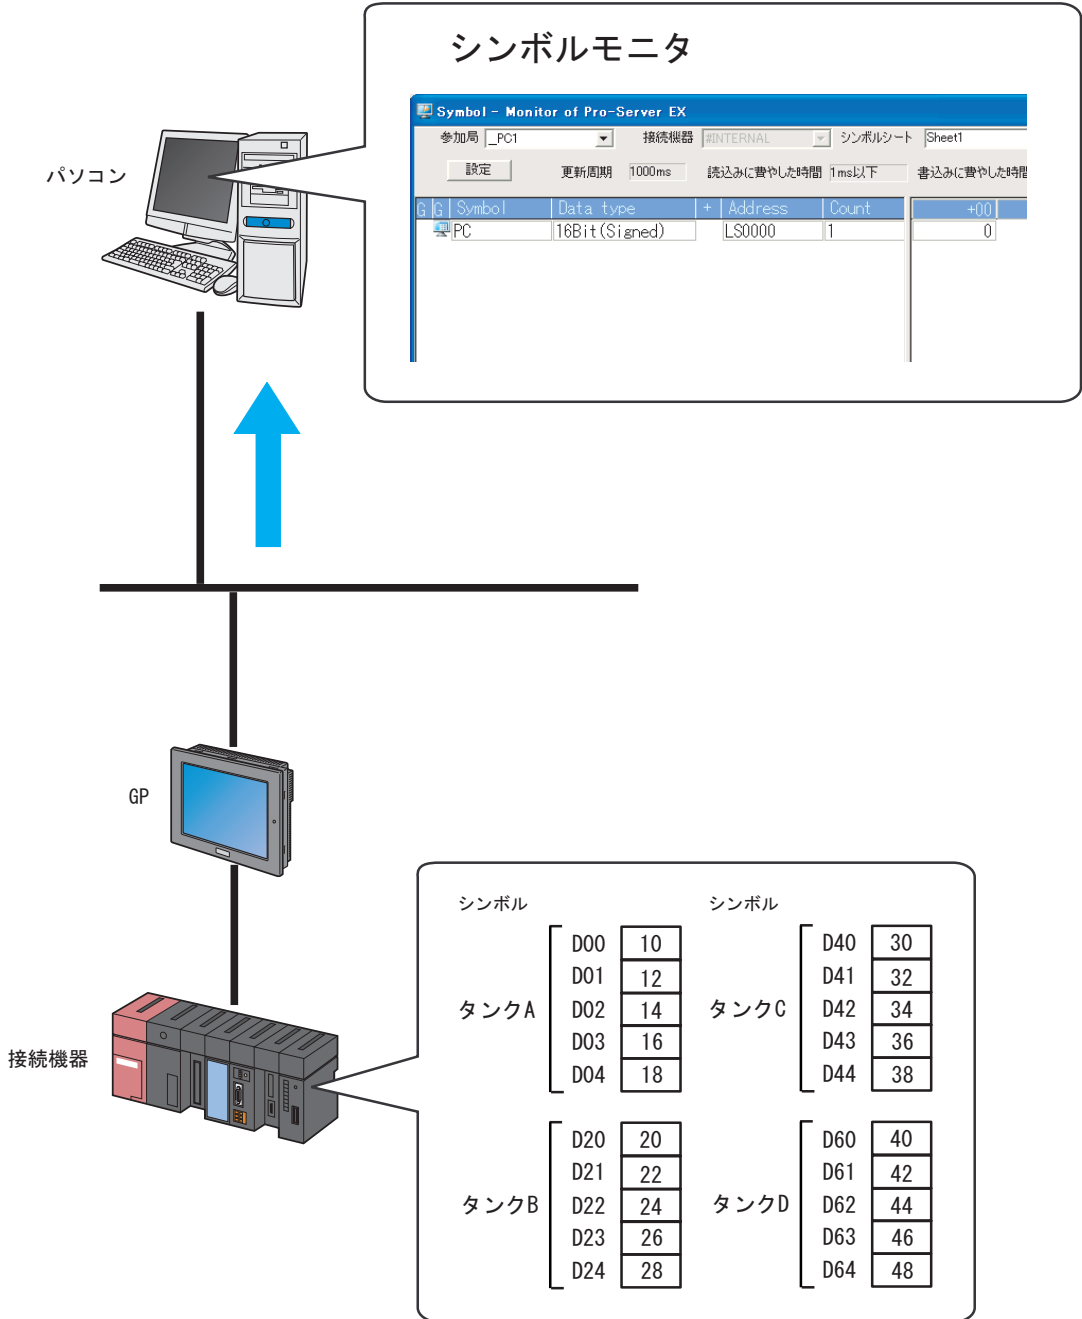 シンボルモニタ
Symbol - Monitor of Pro-Server EX
参加局 _PC1 接続機器 #INTERNAL シンボルシート Sheet1
設定 更新周期 1000ms 読込みに費やした時間 1ms以下 書込みに費やした時間
G G Symbol Data type + Address Count +00
PC 16Bit(Signed) LS0000 1 0
パソコン
GP
接続機器
シンボル シンボル
タンクA
D00 10
D01 12
D02 14
D03 16
D04 18
タンクC
D40 30
D41 32
D42 34
D43 36
D44 38
タンクB
D20 20
D21 22
D22 24
D23 26
D24 28
タンクD
D60 40
D61 42
D62 44
D63 46
D64 48